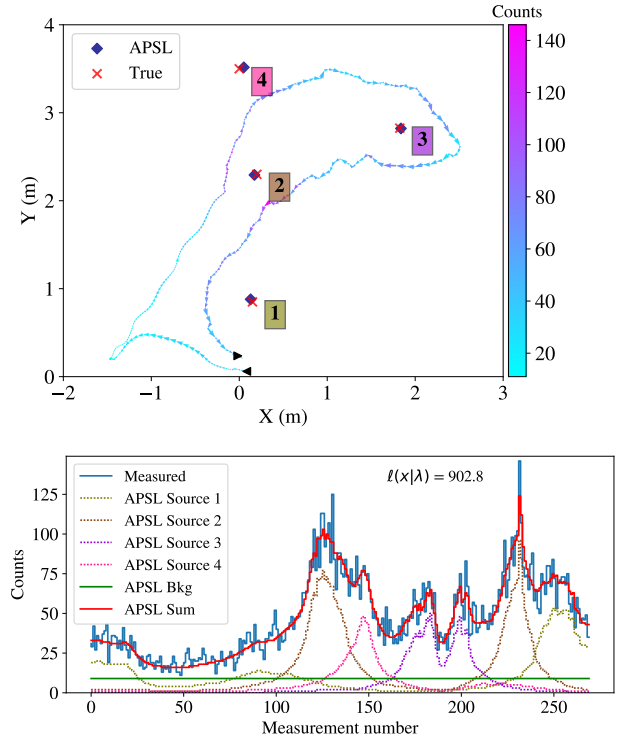 Counts
4
3
2
1
0
Y (m)
APSL
True
4
3
2
1
140
120
100
80
60
40
20
−2
−1
0
1
2
3
X (m)
125
100
75
50
25
0
Counts
Measured
APSL Source 1
APSL Source 2
APSL Source 3
APSL Source 4
APSL Bkg
APSL Sum
ℓ(x|λ) = 902.8
0
50
100
150
200
250
Measurement number